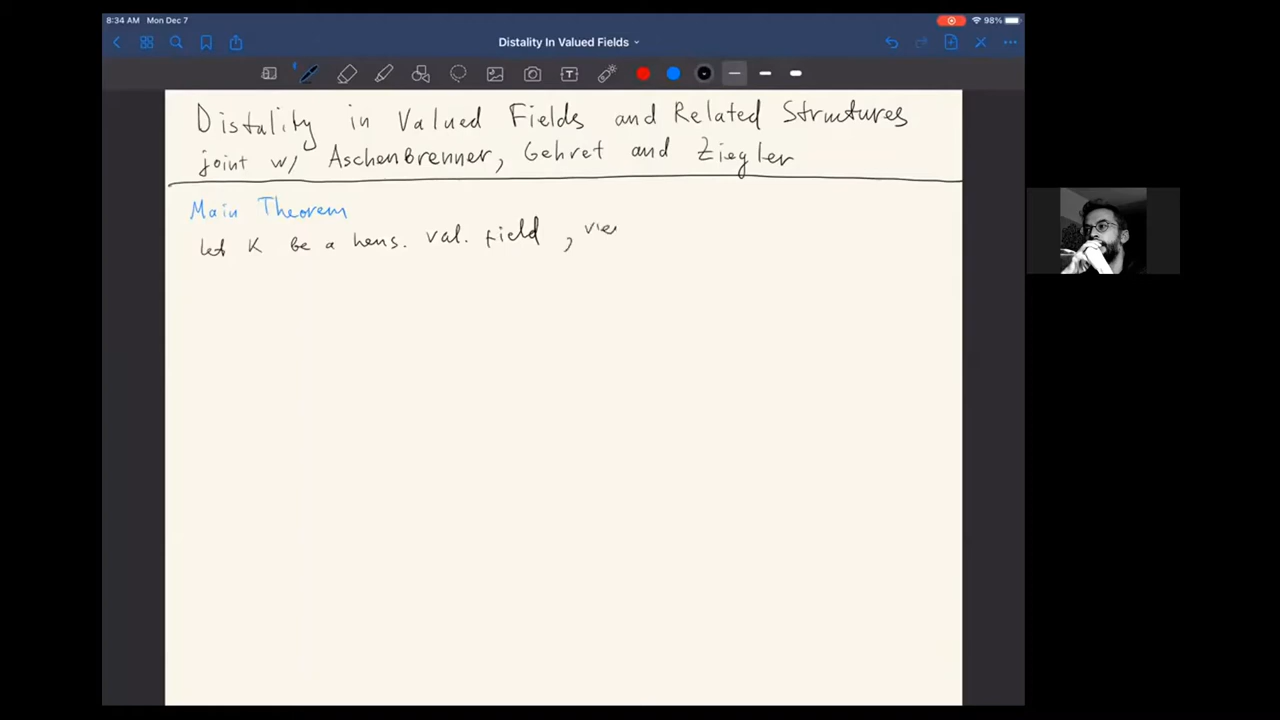 8:34 AM Mon Dec 7
98%
Distality In Valued Fields
Distality in Valued Fields and Related Structures
joint w/ Aschenbrenner, Gehret and Ziegler
Main Theorem
let K be a hens. val. field, vie